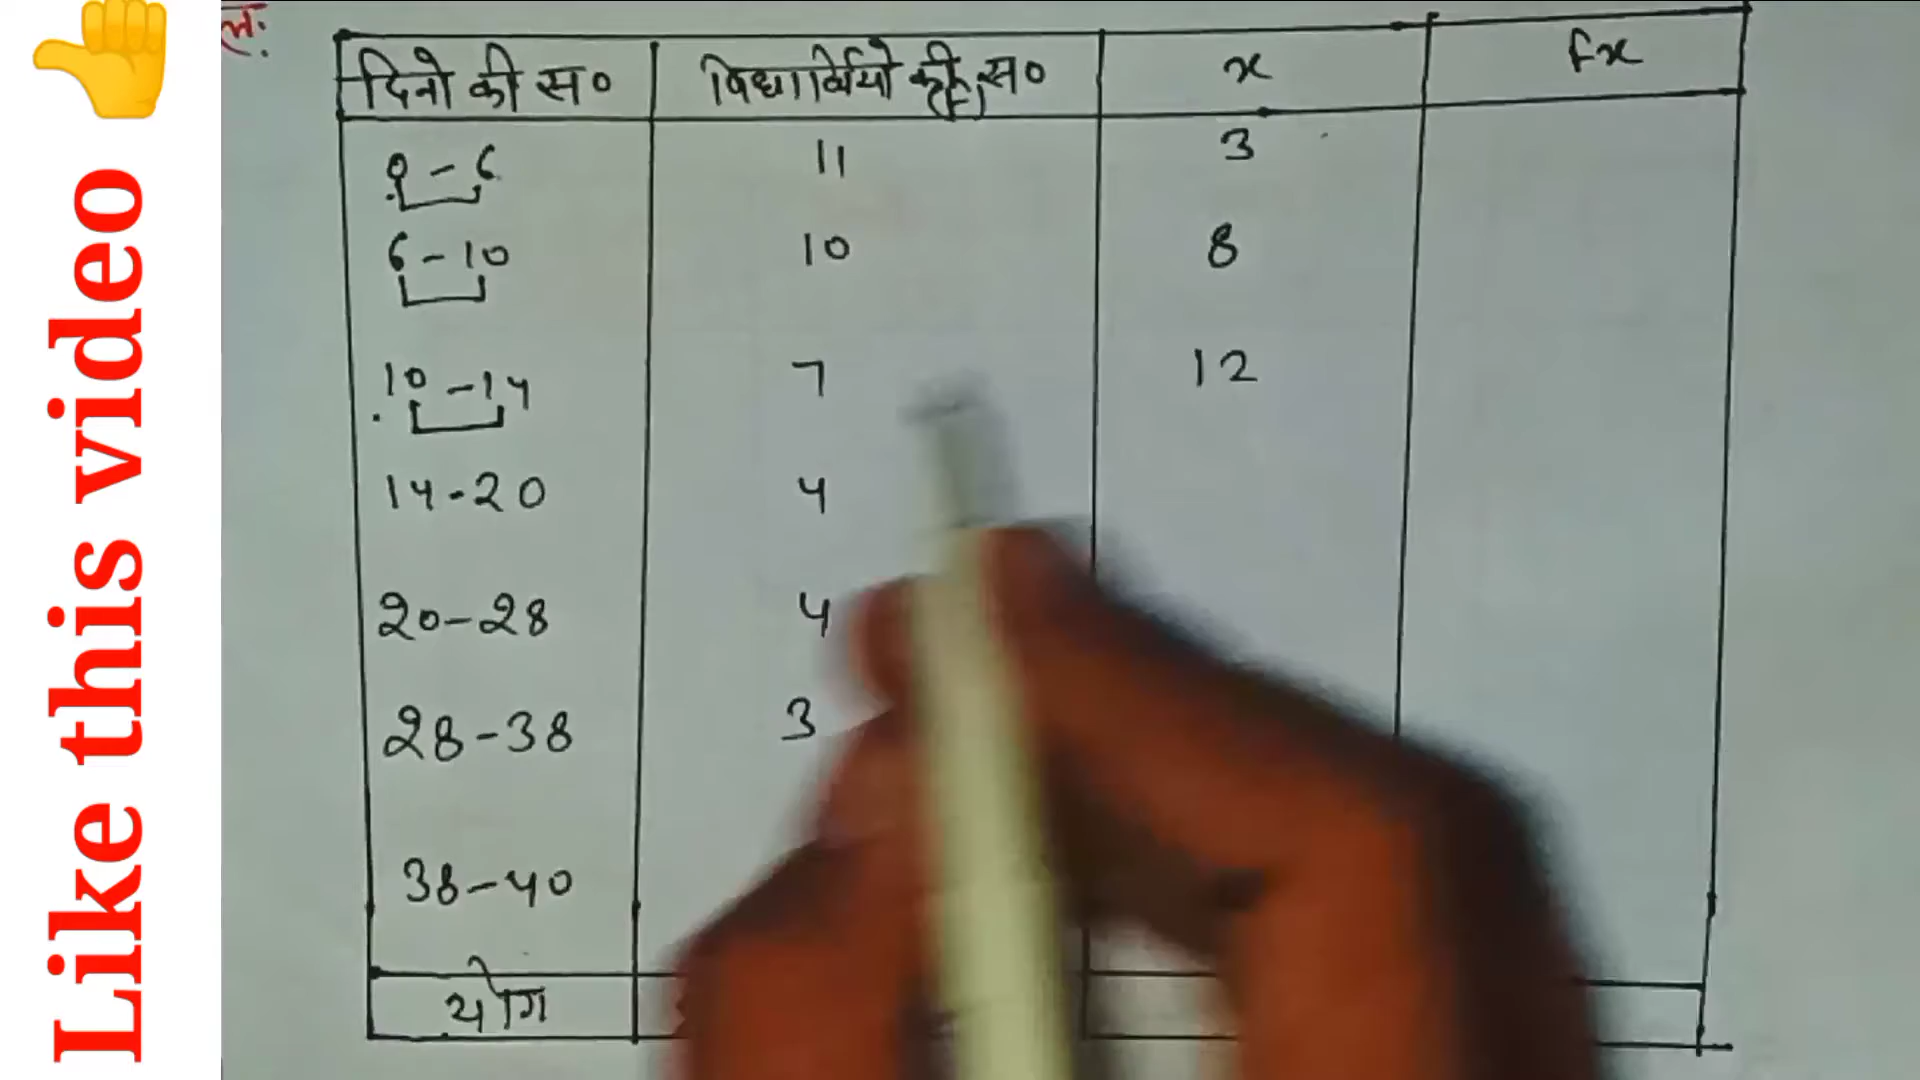 Like this video
ल:
दिनो की स० विद्यार्थियो की स० x fx
(F)
0-6 11 3
6-10 10 8
10-14 7 12
14-20 4
20-28 4
28-38 3
38-40
योग